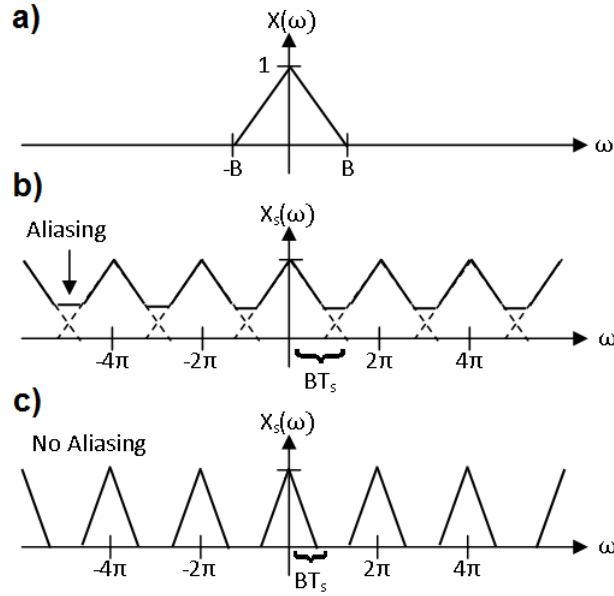 a)
X(ω)
1
-B
B
ω
b)
Xs(ω)
Aliasing
-4π
-2π
2π
4π
ω
BTs
c)
Xs(ω)
No Aliasing
-4π
-2π
2π
4π
ω
BTs